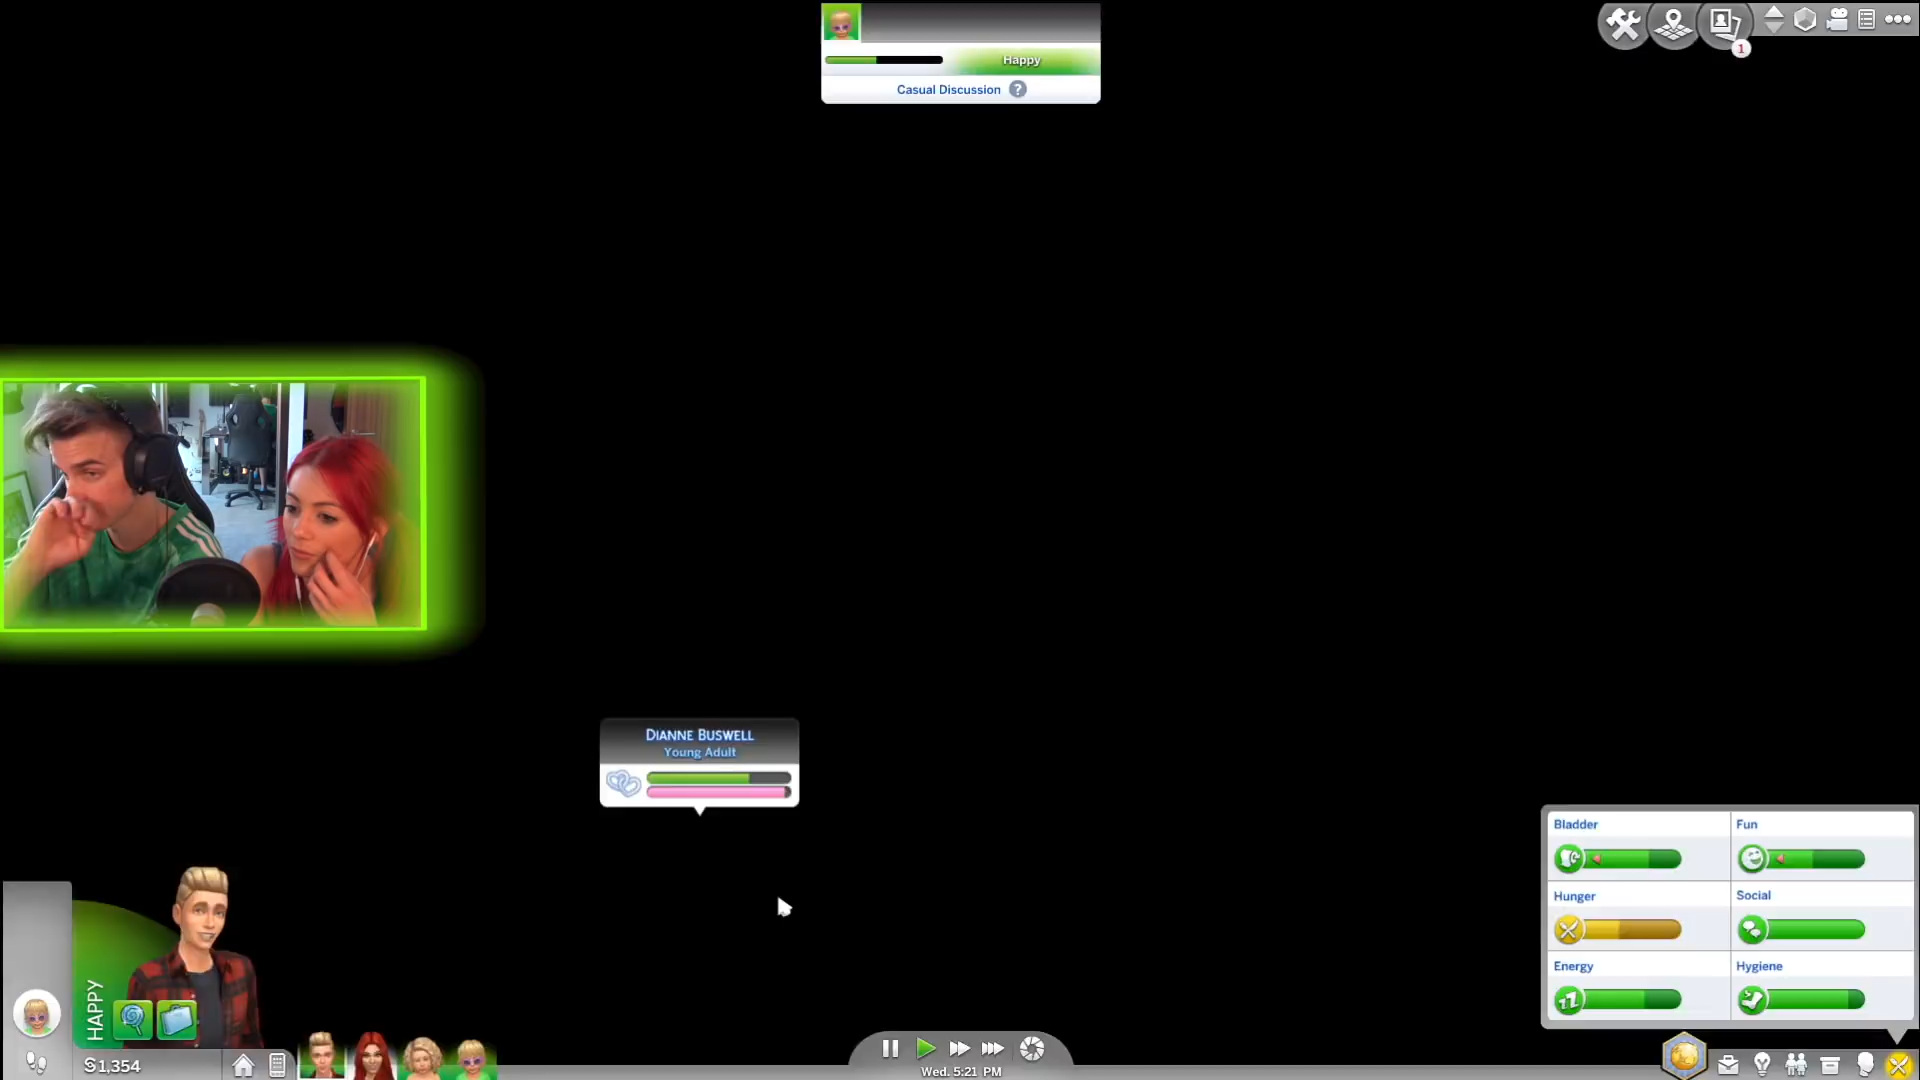 Happy
Casual Discussion ?
1
DIANNE BUSWELL
Young Adult
Bladder
Fun
Hunger
Social
Energy
Hygiene
HAPPY
§1,354
Wed. 5:21 PM